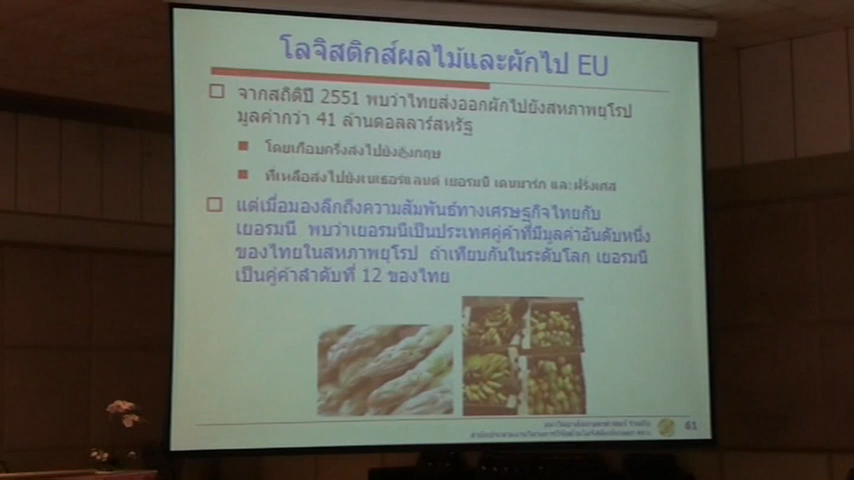 โลจิสติกส์ผลไม้และผักไป EU
จากสถิติปี 2551 พบว่าไทยส่งออกผักไปยังสหภาพยุโรป
มูลค่ากว่า 41 ล้านดอลลาร์สหรัฐ
โดยเกือบครึ่งส่งไปยังอังกฤษ
ที่เหลือส่งไปยังเนเธอร์แลนด์ เยอรมนี เดนมาร์ก และฝรั่งเศส
แต่เมื่อมองลึกถึงความสัมพันธ์ทางเศรษฐกิจไทยกับ
เยอรมนี พบว่าเยอรมนีเป็นประเทศคู่ค้าที่มีมูลค่าอันดับหนึ่ง
ของไทยในสหภาพยุโรป ถ้าเทียบกันในระดับโลก เยอรมนี
เป็นคู่ค้าลำดับที่ 12 ของไทย
61